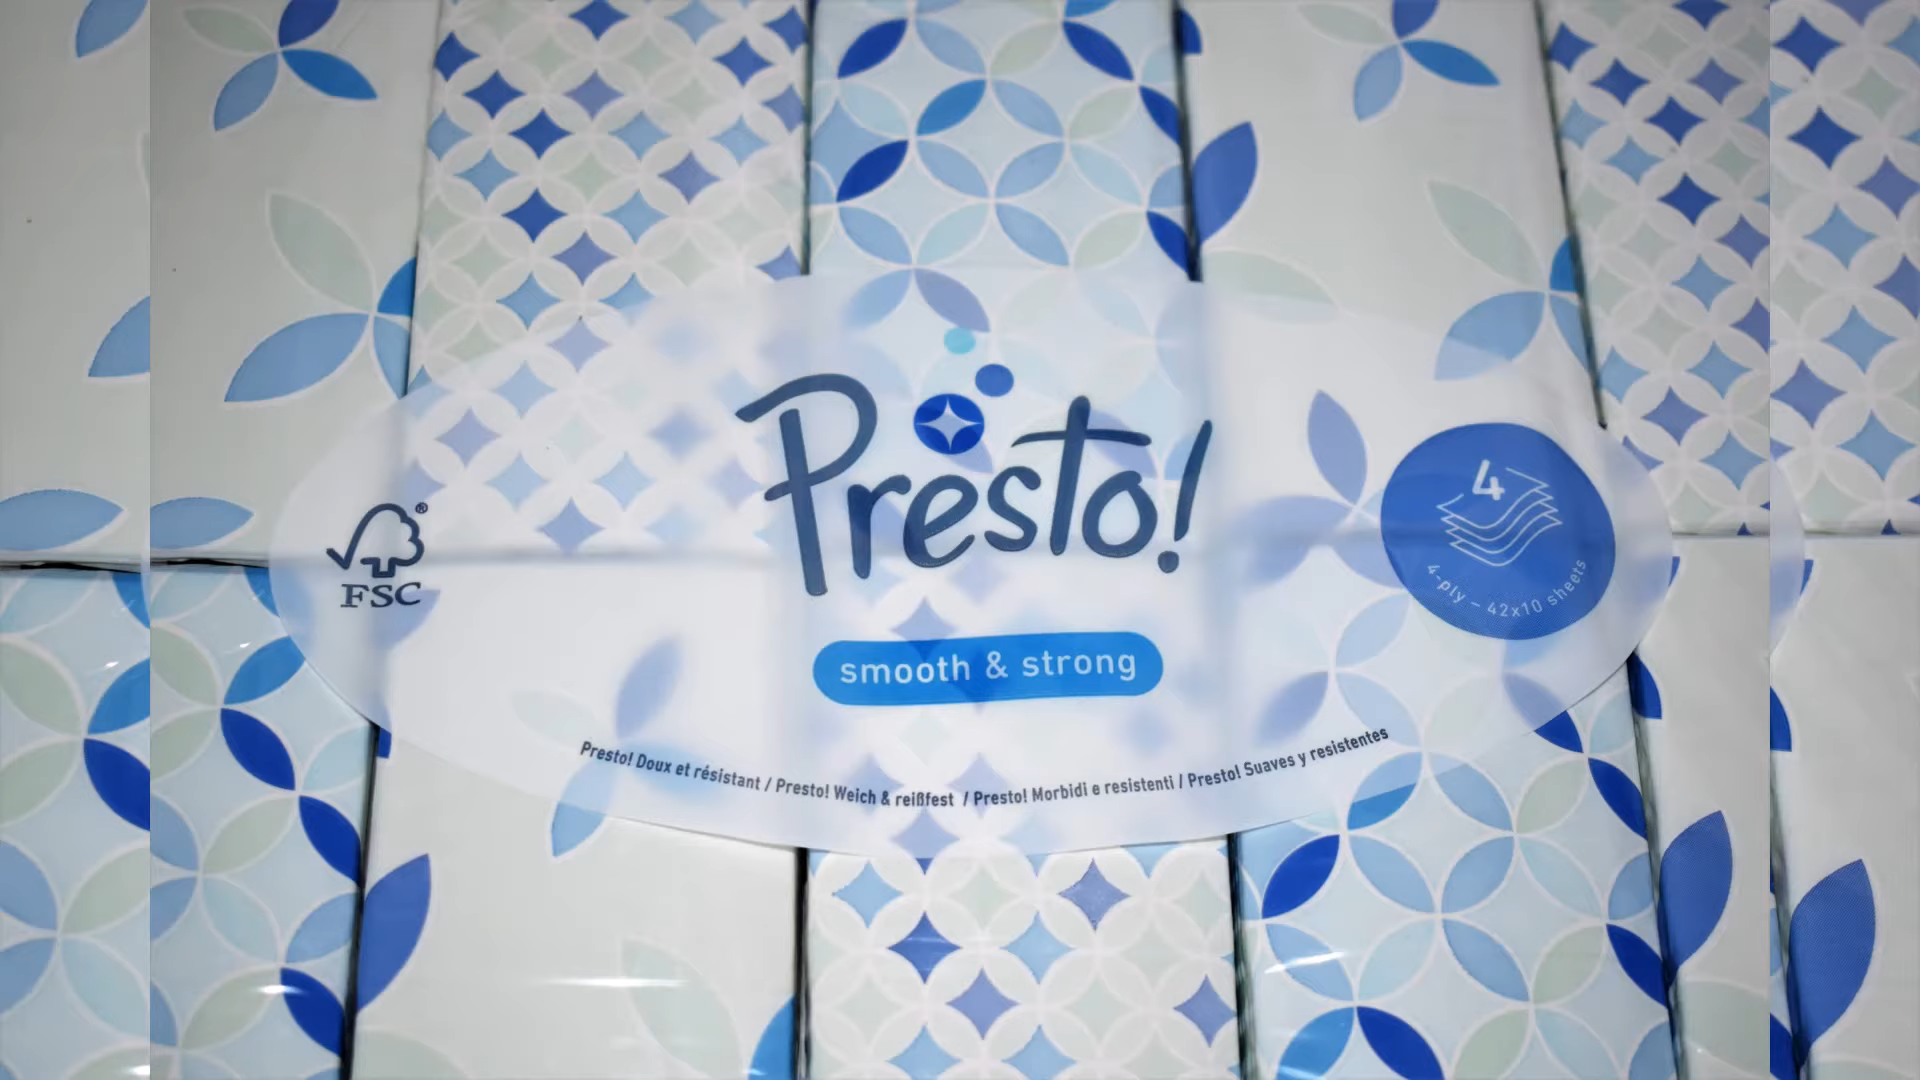 Presto!
4
4-ply – 42x10 sheets
®
FSC
smooth & strong
Presto! Doux et résistant / Presto! Weich & reißfest / Presto! Morbidi e resistenti / Presto! Suaves y resistentes